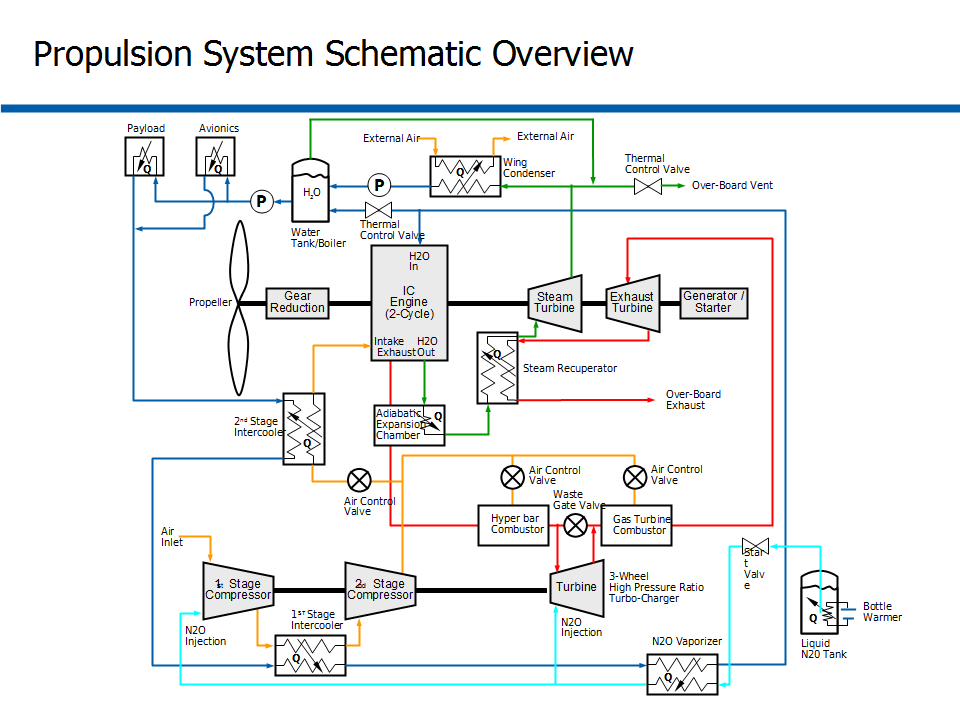 Propulsion System Schematic Overview
Payload
Avionics
External Air
External Air
Q
Q
Q
Wing
Condenser
Thermal
Control Valve
Over-Board Vent
P
P
H2O
Water
Tank/Boiler
Thermal
Control Valve
H2O
In
IC
Engine
(2-Cycle)
Intake
Exhaust
H2O
Out
Propeller
Gear
Reduction
Steam
Turbine
Exhaust
Turbine
Generator /
Starter
Q
Steam Recuperator
Over-Board
Exhaust
2nd Stage
Intercooler
Q
Adiabatic
Expansion
Chamber
Q
Air Control
Valve
Air Control
Valve
Air Control
Valve
Waste
Gate Valve
Hyper bar
Combustor
Gas Turbine
Combustor
Air
Inlet
1st Stage
Compressor
2nd Stage
Compressor
Turbine
3-Wheel
High Pressure Ratio
Turbo-Charger
Star
t
Valv
e
Q
Bottle
Warmer
Liquid
N20 Tank
N2O
Injection
1ST Stage
Intercooler
Q
N2O
Injection
N2O Vaporizer
Q